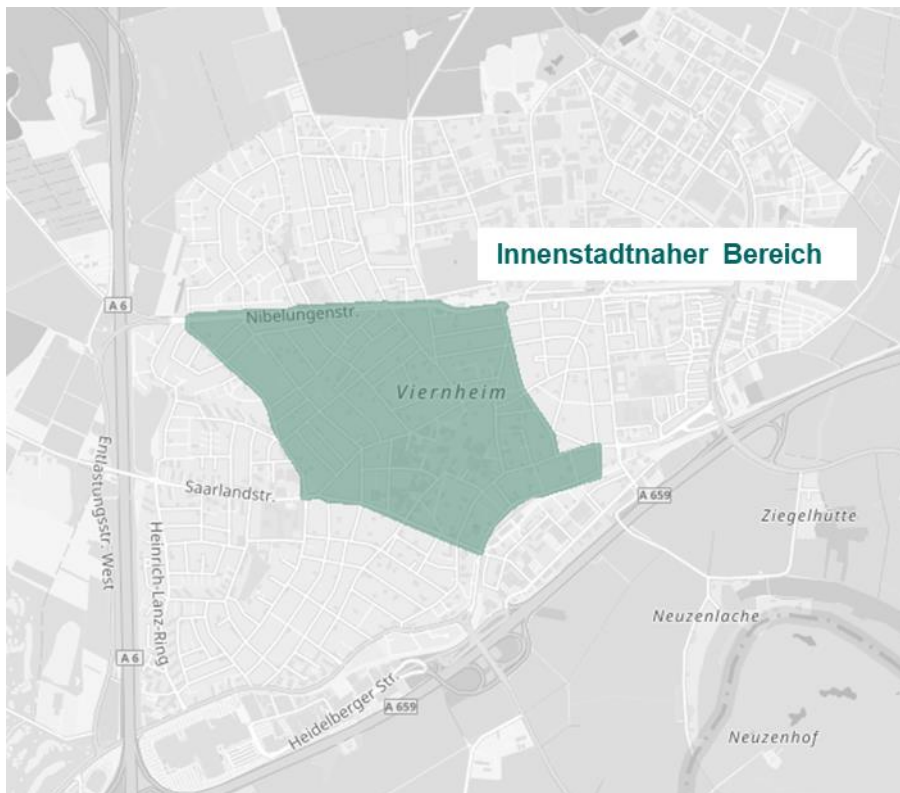 Innenstadtnaher Bereich
A 6
Nibelungenstr.
Viernheim
Entlastungsstr. West
Saarlandstr.
A 659
Ziegelhütte
Heinrich-Lanz-Ring
Neuzenlache
A 6
Heidelberger Str.
A 659
Neuzenhof